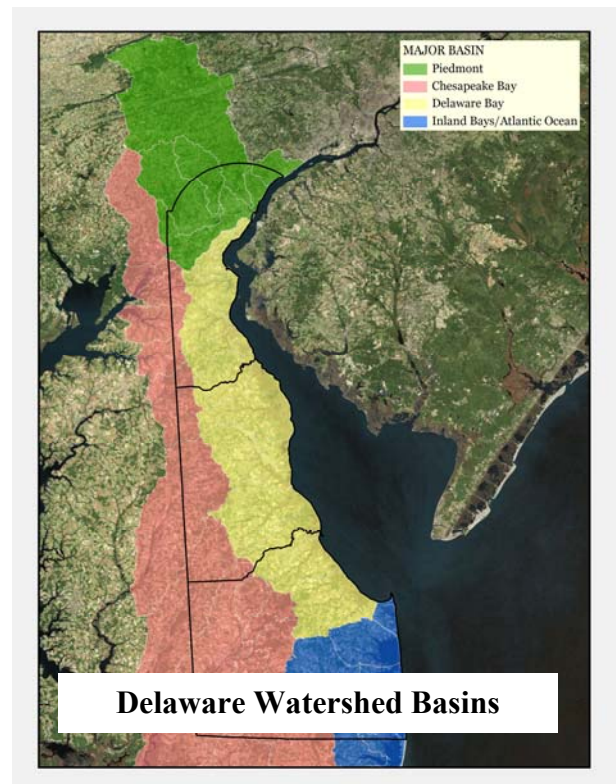 MAJOR BASIN
Piedmont
Chesapeake Bay
Delaware Bay
Inland Bays/Atlantic Ocean
Delaware Watershed Basins